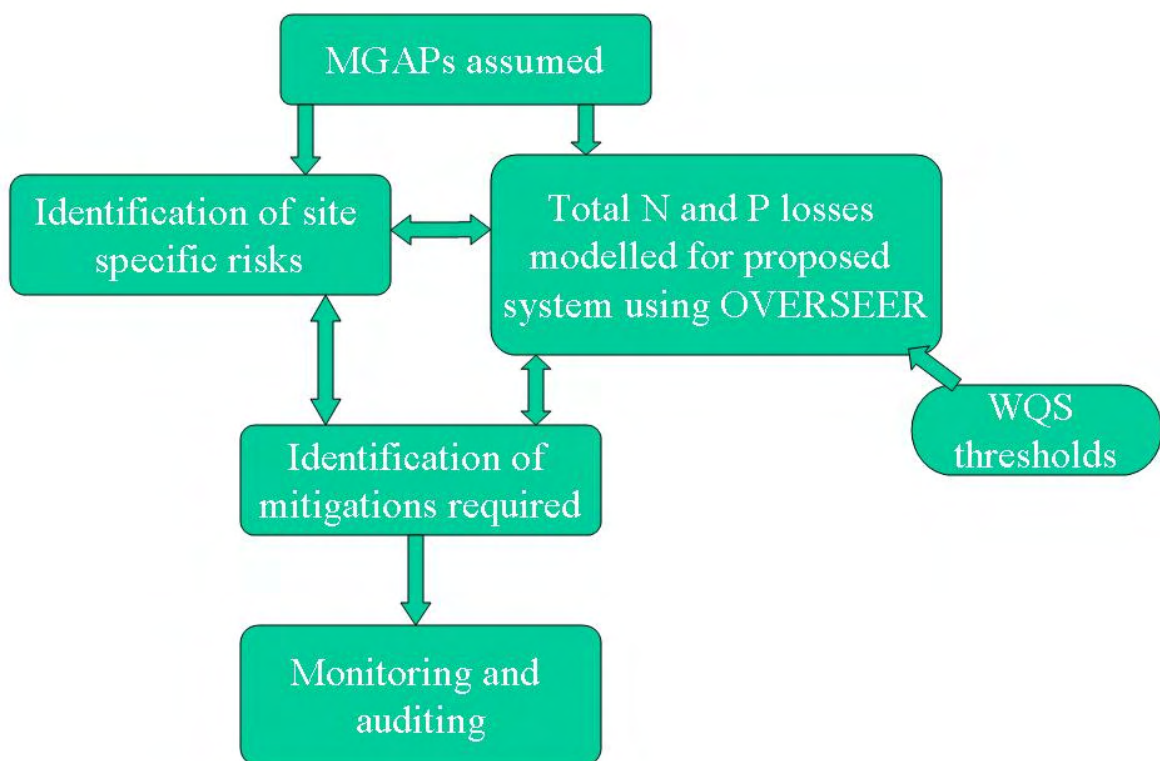 MGAPs assumed
Identification of site
specific risks
Total N and P losses
modelled for proposed
system using OVERSEER
WQS
thresholds
Identification of
mitigations required
Monitoring and
auditing